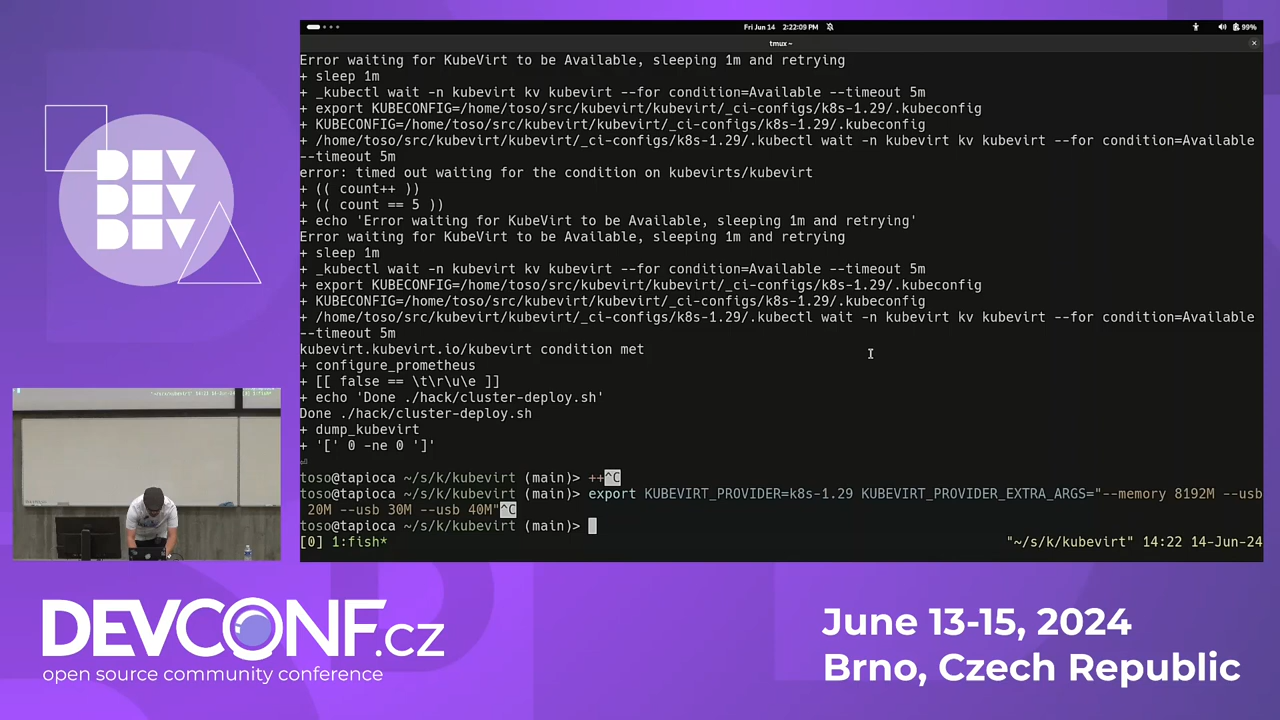 Fri Jun 14 2:22:09 PM
99%
tmux ~
Error waiting for KubeVirt to be Available, sleeping 1m and retrying
+ sleep 1m
+ _kubectl wait -n kubevirt kv kubevirt --for condition=Available --timeout 5m
+ export KUBECONFIG=/home/toso/src/kubevirt/kubevirt/_ci-configs/k8s-1.29/.kubeconfig
+ KUBECONFIG=/home/toso/src/kubevirt/kubevirt/_ci-configs/k8s-1.29/.kubeconfig
+ /home/toso/src/kubevirt/kubevirt/_ci-configs/k8s-1.29/.kubectl wait -n kubevirt kv kubevirt --for condition=Available
--timeout 5m
error: timed out waiting for the condition on kubevirts/kubevirt
+ (( count++ ))
+ (( count == 5 ))
+ echo 'Error waiting for KubeVirt to be Available, sleeping 1m and retrying'
Error waiting for KubeVirt to be Available, sleeping 1m and retrying
+ sleep 1m
+ _kubectl wait -n kubevirt kv kubevirt --for condition=Available --timeout 5m
+ export KUBECONFIG=/home/toso/src/kubevirt/kubevirt/_ci-configs/k8s-1.29/.kubeconfig
+ KUBECONFIG=/home/toso/src/kubevirt/kubevirt/_ci-configs/k8s-1.29/.kubeconfig
+ /home/toso/src/kubevirt/kubevirt/_ci-configs/k8s-1.29/.kubectl wait -n kubevirt kv kubevirt --for condition=Available
--timeout 5m
kubevirt.kubevirt.io/kubevirt condition met
+ configure_prometheus
+ [[ false == \t\r\u\e ]]
+ echo 'Done ./hack/cluster-deploy.sh'
Done ./hack/cluster-deploy.sh
+ dump_kubevirt
+ '[' 0 -ne 0 ']'
⏎
toso@tapioca ~/s/k/kubevirt (main)> ++^C
toso@tapioca ~/s/k/kubevirt (main)> export KUBEVIRT_PROVIDER=k8s-1.29 KUBEVIRT_PROVIDER_EXTRA_ARGS="--memory 8192M --usb
20M --usb 30M --usb 40M"^C
toso@tapioca ~/s/k/kubevirt (main)>
[0] 1:fish* "~/s/k/kubevirt" 14:22 14-Jun-24
DEV
DEV
DEV
DEVCONF.cz
open source community conference
June 13-15, 2024
Brno, Czech Republic